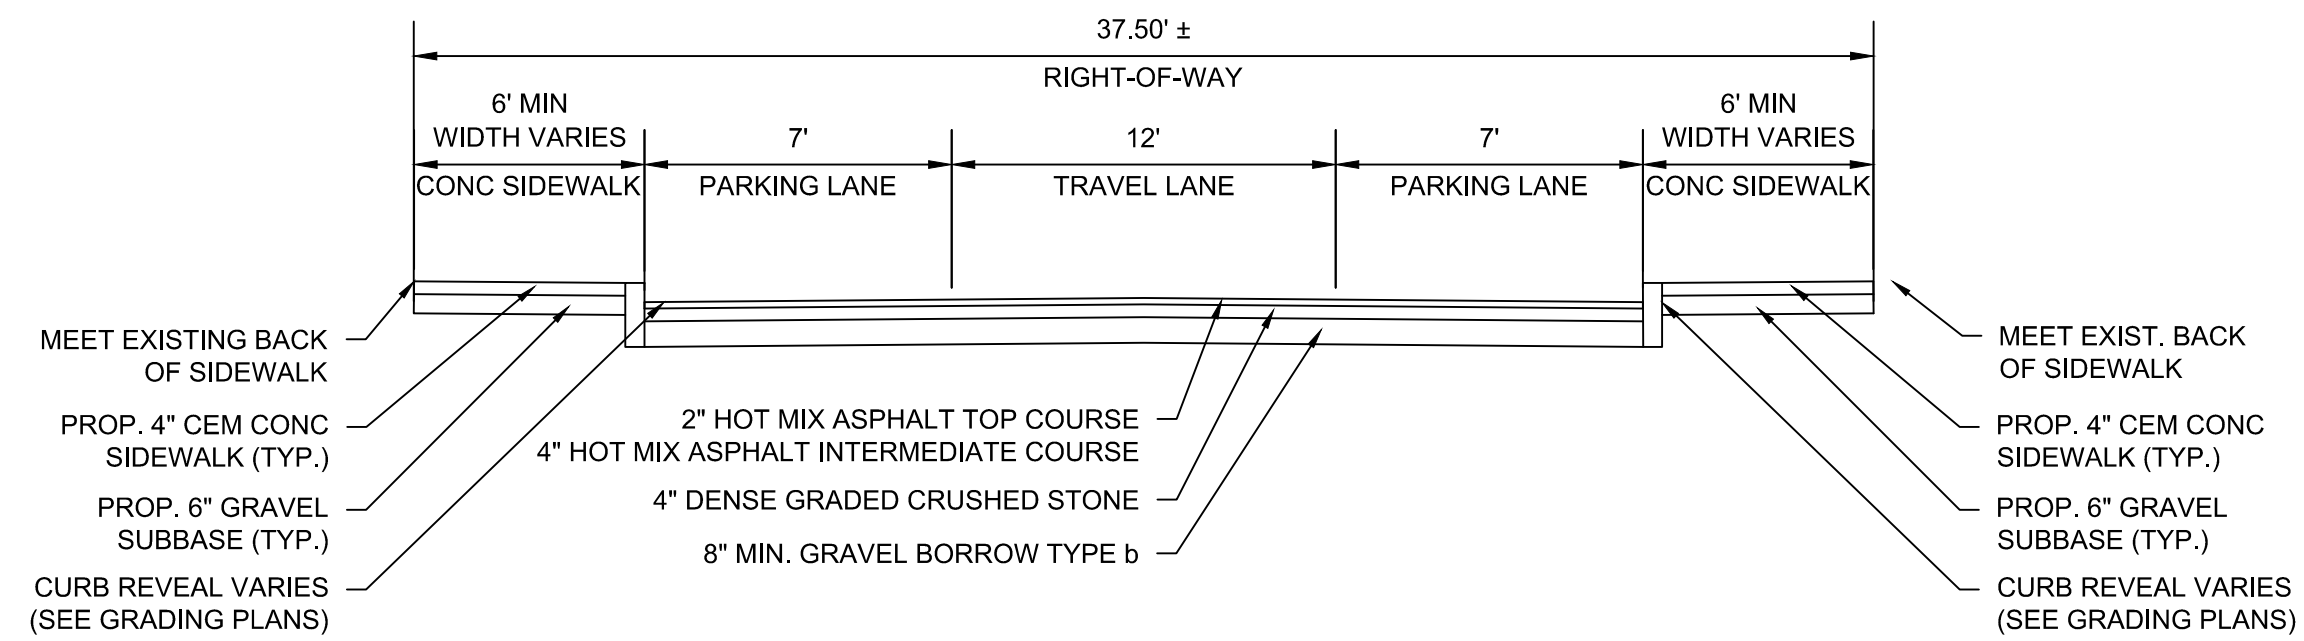 37.50' ±
RIGHT-OF-WAY
6' MIN
WIDTH VARIES
CONC SIDEWALK
7'
PARKING LANE
12'
TRAVEL LANE
7'
PARKING LANE
6' MIN
WIDTH VARIES
CONC SIDEWALK
MEET EXISTING BACK
OF SIDEWALK
PROP. 4" CEM CONC
SIDEWALK (TYP.)
PROP. 6" GRAVEL
SUBBASE (TYP.)
CURB REVEAL VARIES
(SEE GRADING PLANS)
2" HOT MIX ASPHALT TOP COURSE
4" HOT MIX ASPHALT INTERMEDIATE COURSE
4" DENSE GRADED CRUSHED STONE
8" MIN. GRAVEL BORROW TYPE b
MEET EXIST. BACK
OF SIDEWALK
PROP. 4" CEM CONC
SIDEWALK (TYP.)
PROP. 6" GRAVEL
SUBBASE (TYP.)
CURB REVEAL VARIES
(SEE GRADING PLANS)